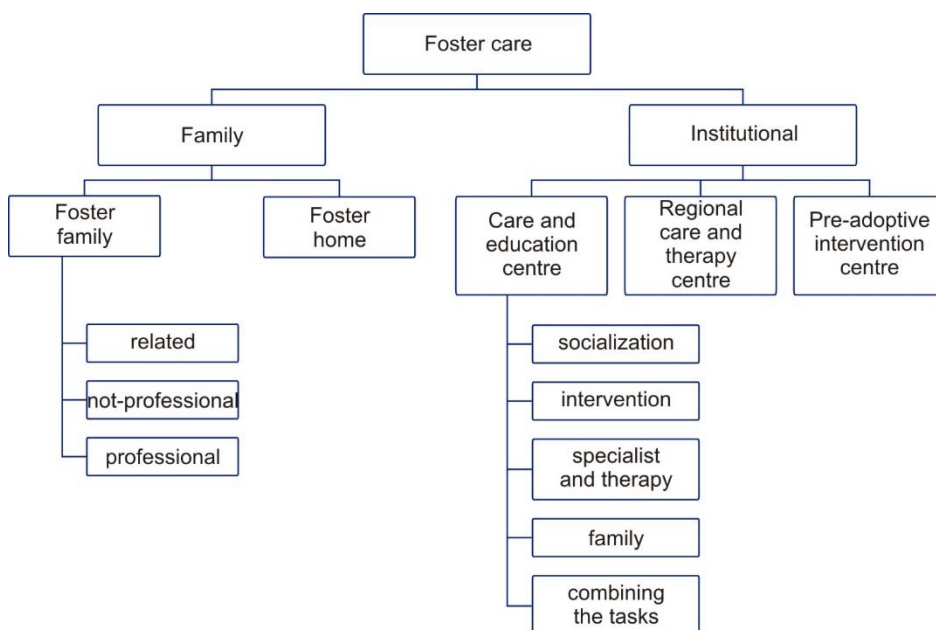 Foster care
Family
Institutional
Foster
family
Foster
home
Care and
education
centre
Regional
care and
therapy
centre
Pre-adoptive
intervention
centre
related
not-professional
professional
socialization
intervention
specialist
and therapy
family
combining
the tasks